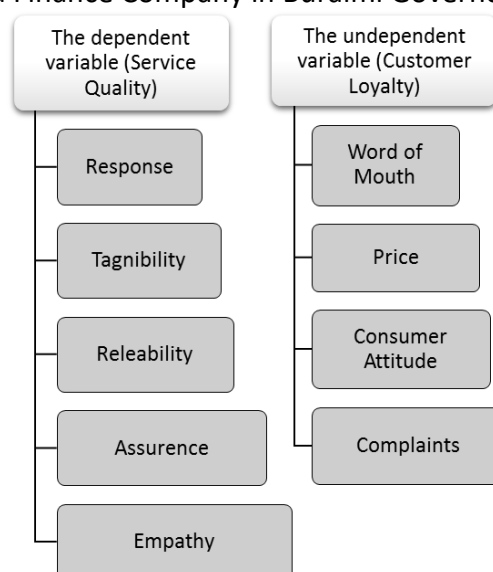 Finance Company in Buraimi Governo
The dependent
variable (Service
Quality)
Response
Tagnibility
Releability
Assurence
Empathy
The undependent
variable (Customer
Loyalty)
Word of
Mouth
Price
Consumer
Attitude
Complaints